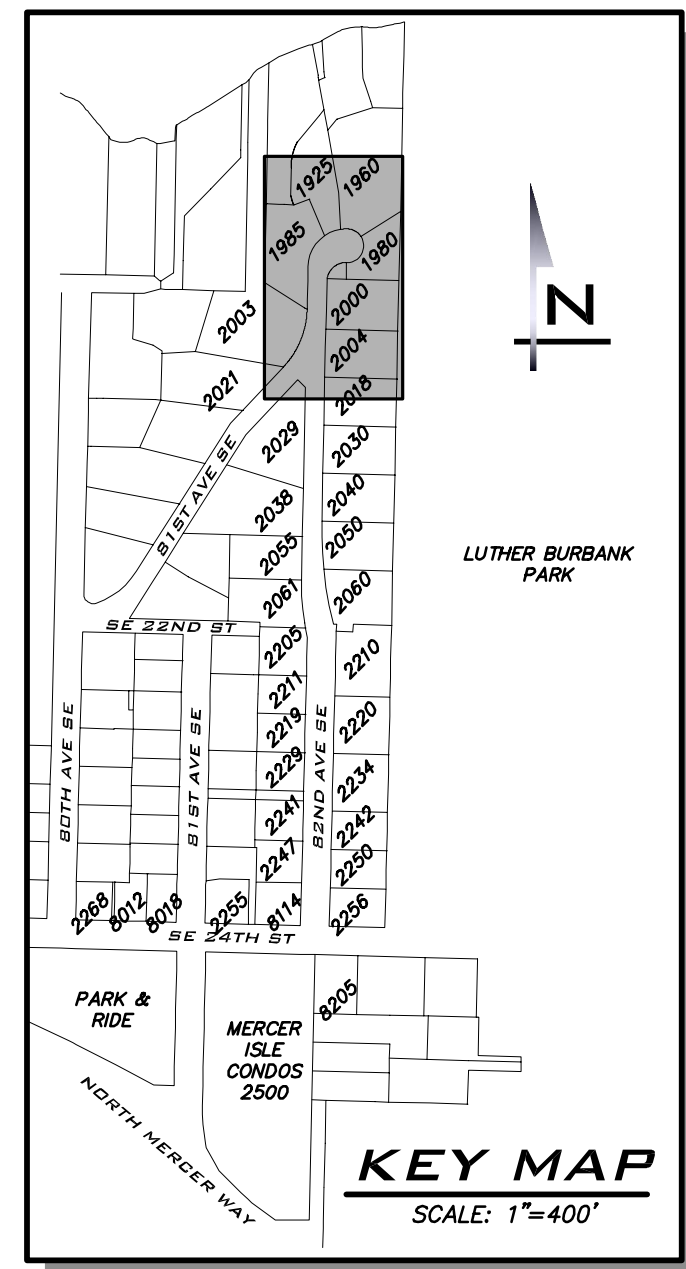 1925
1960
1985
1980
2000
2003
2004
2021
2018
2029
2030
81ST AVE SE
2038
2040
2055
2050
LUTHER BURBANK
PARK
2061
2060
SE 22ND ST
2205
2210
2211
2219
2220
80TH AVE SE
81ST AVE SE
82ND AVE SE
2229
2234
2241
2242
2247
2250
2268
8012
8018
2255
8114
2256
SE 24TH ST
PARK &
RIDE
8205
MERCER
ISLE
CONDOS
2500
NORTH MERCER WAY
N
KEY MAP
SCALE: 1"=400'